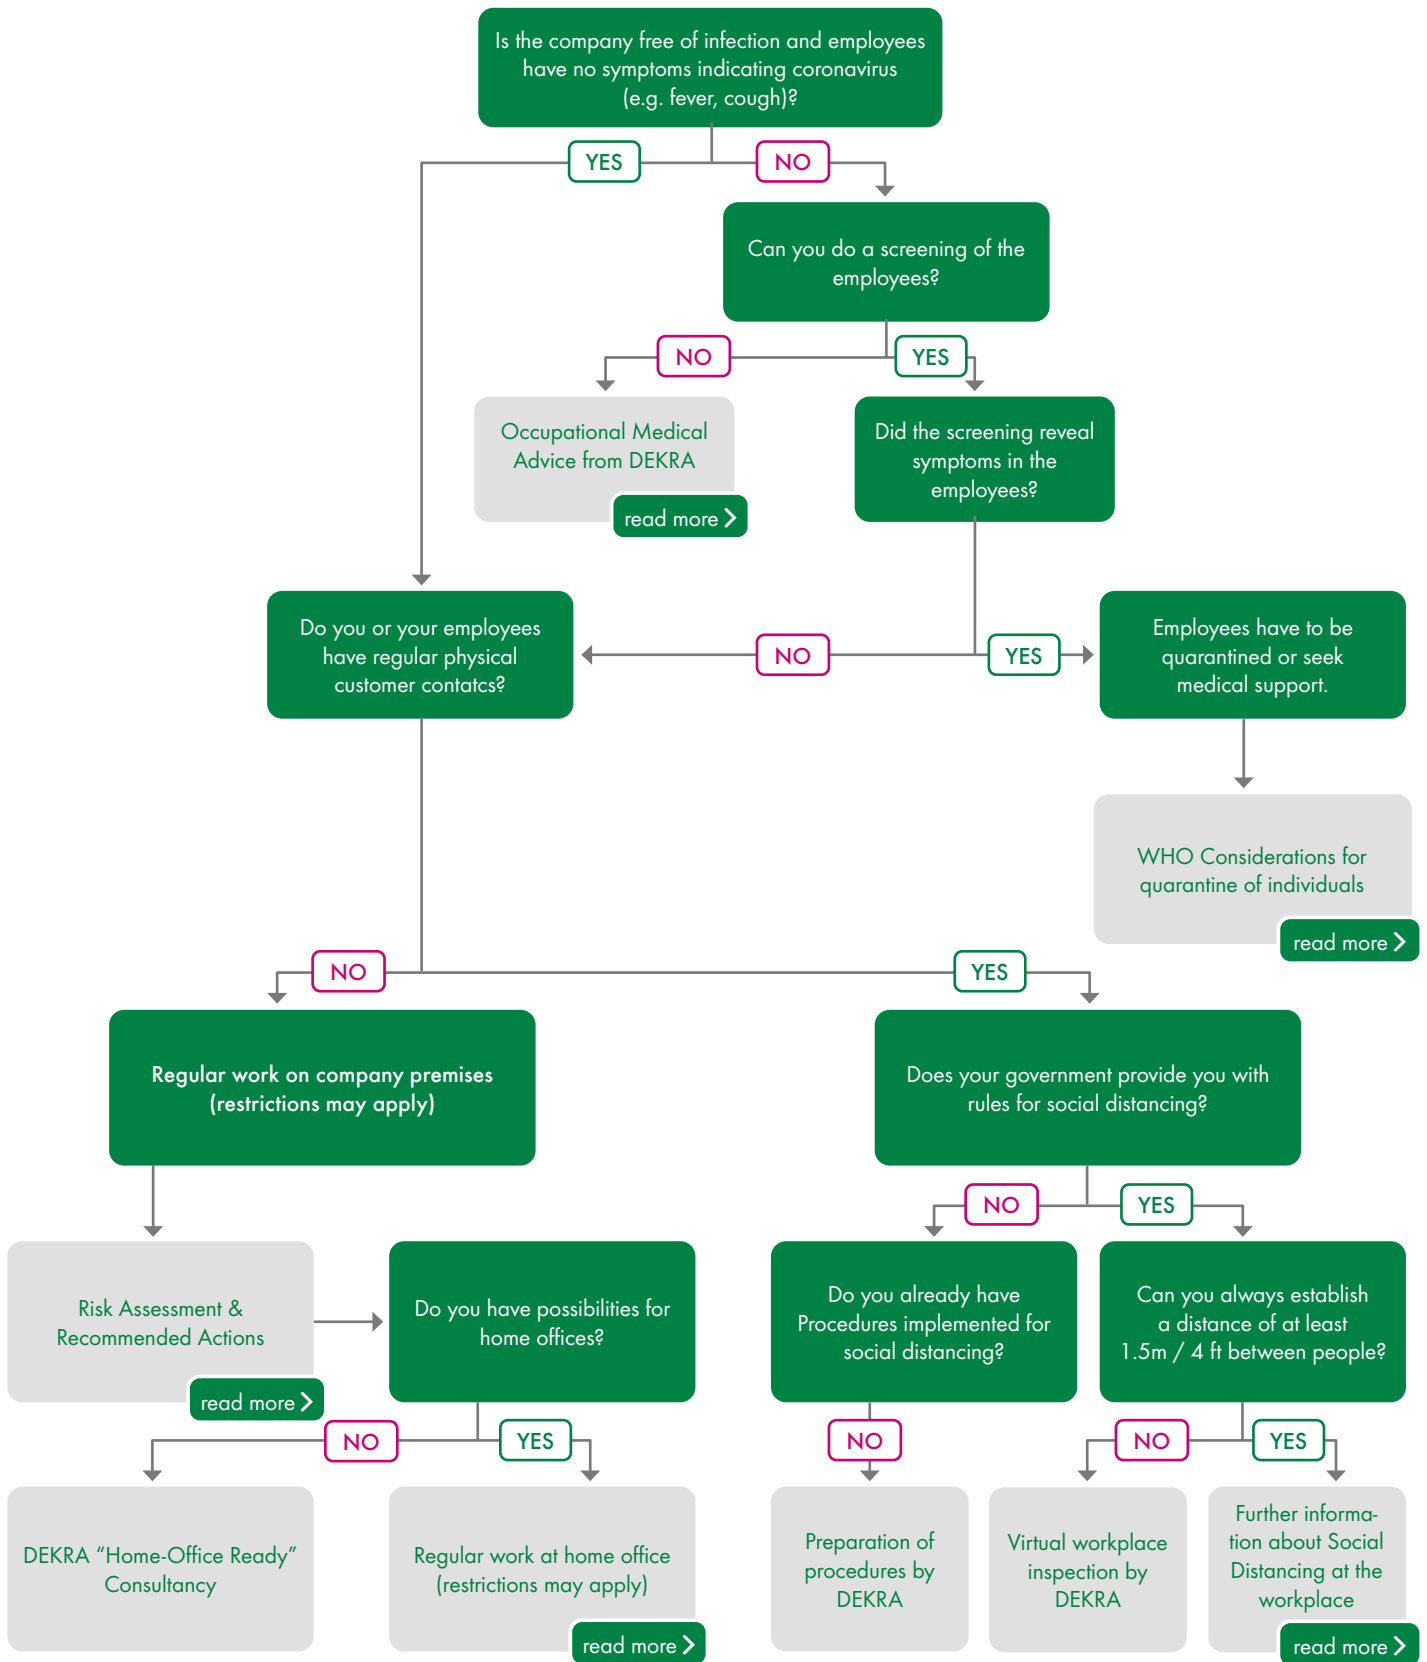 Is the company free of infection and employees
have no symptoms indicating coronavirus
(e.g. fever, cough)?
YES
NO
Can you do a screening of the
employees?
NO
YES
Occupational Medical
Advice from DEKRA
read more
Did the screening reveal
symptoms in the
employees?
Do you or your employees
have regular physical
customer contatcs?
NO
YES
Employees have to be
quarantined or seek
medical support.
WHO Considerations for
quarantine of individuals
read more
NO
YES
Regular work on company premises
(restrictions may apply)
Does your government provide you with
rules for social distancing?
NO
YES
Risk Assessment &
Recommended Actions
read more
Do you have possibilities for
home offices?
Do you already have
Procedures implemented for
social distancing?
Can you always establish
a distance of at least
1.5m / 4 ft between people?
NO
YES
NO
NO
YES
DEKRA “Home-Office Ready”
Consultancy
Regular work at home office
(restrictions may apply)
read more
Preparation of
procedures by
DEKRA
Virtual workplace
inspection by
DEKRA
Further informa-
tion about Social
Distancing at the
workplace
read more